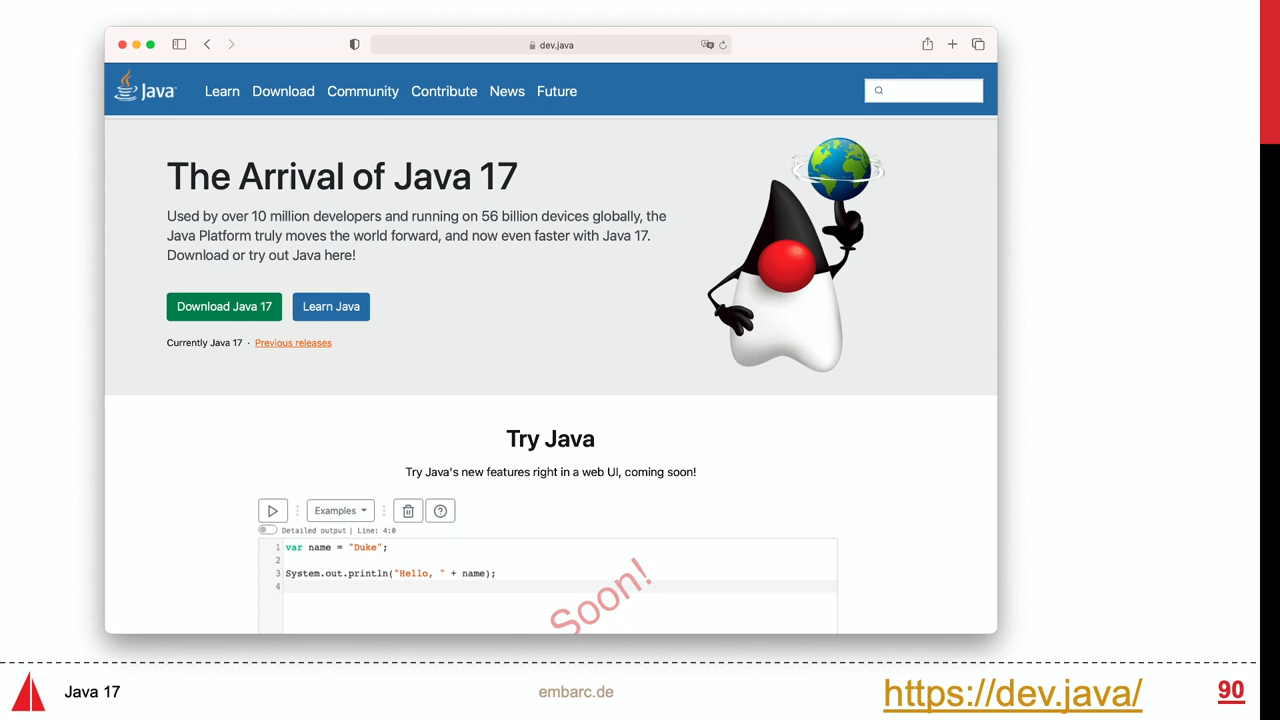 dev.java
Java
Learn Download Community Contribute News Future
The Arrival of Java 17
Used by over 10 million developers and running on 56 billion devices globally, the
Java Platform truly moves the world forward, and now even faster with Java 17.
Download or try out Java here!
Download Java 17 Learn Java
Currently Java 17 · Previous releases
Try Java
Try Java's new features right in a web UI, coming soon!
Examples
Detailed output | Line: 4:0
1 var name = "Duke";
2
3 System.out.println("Hello, " + name);
4
Soon!
Java 17 embarc.de https://dev.java/ 90